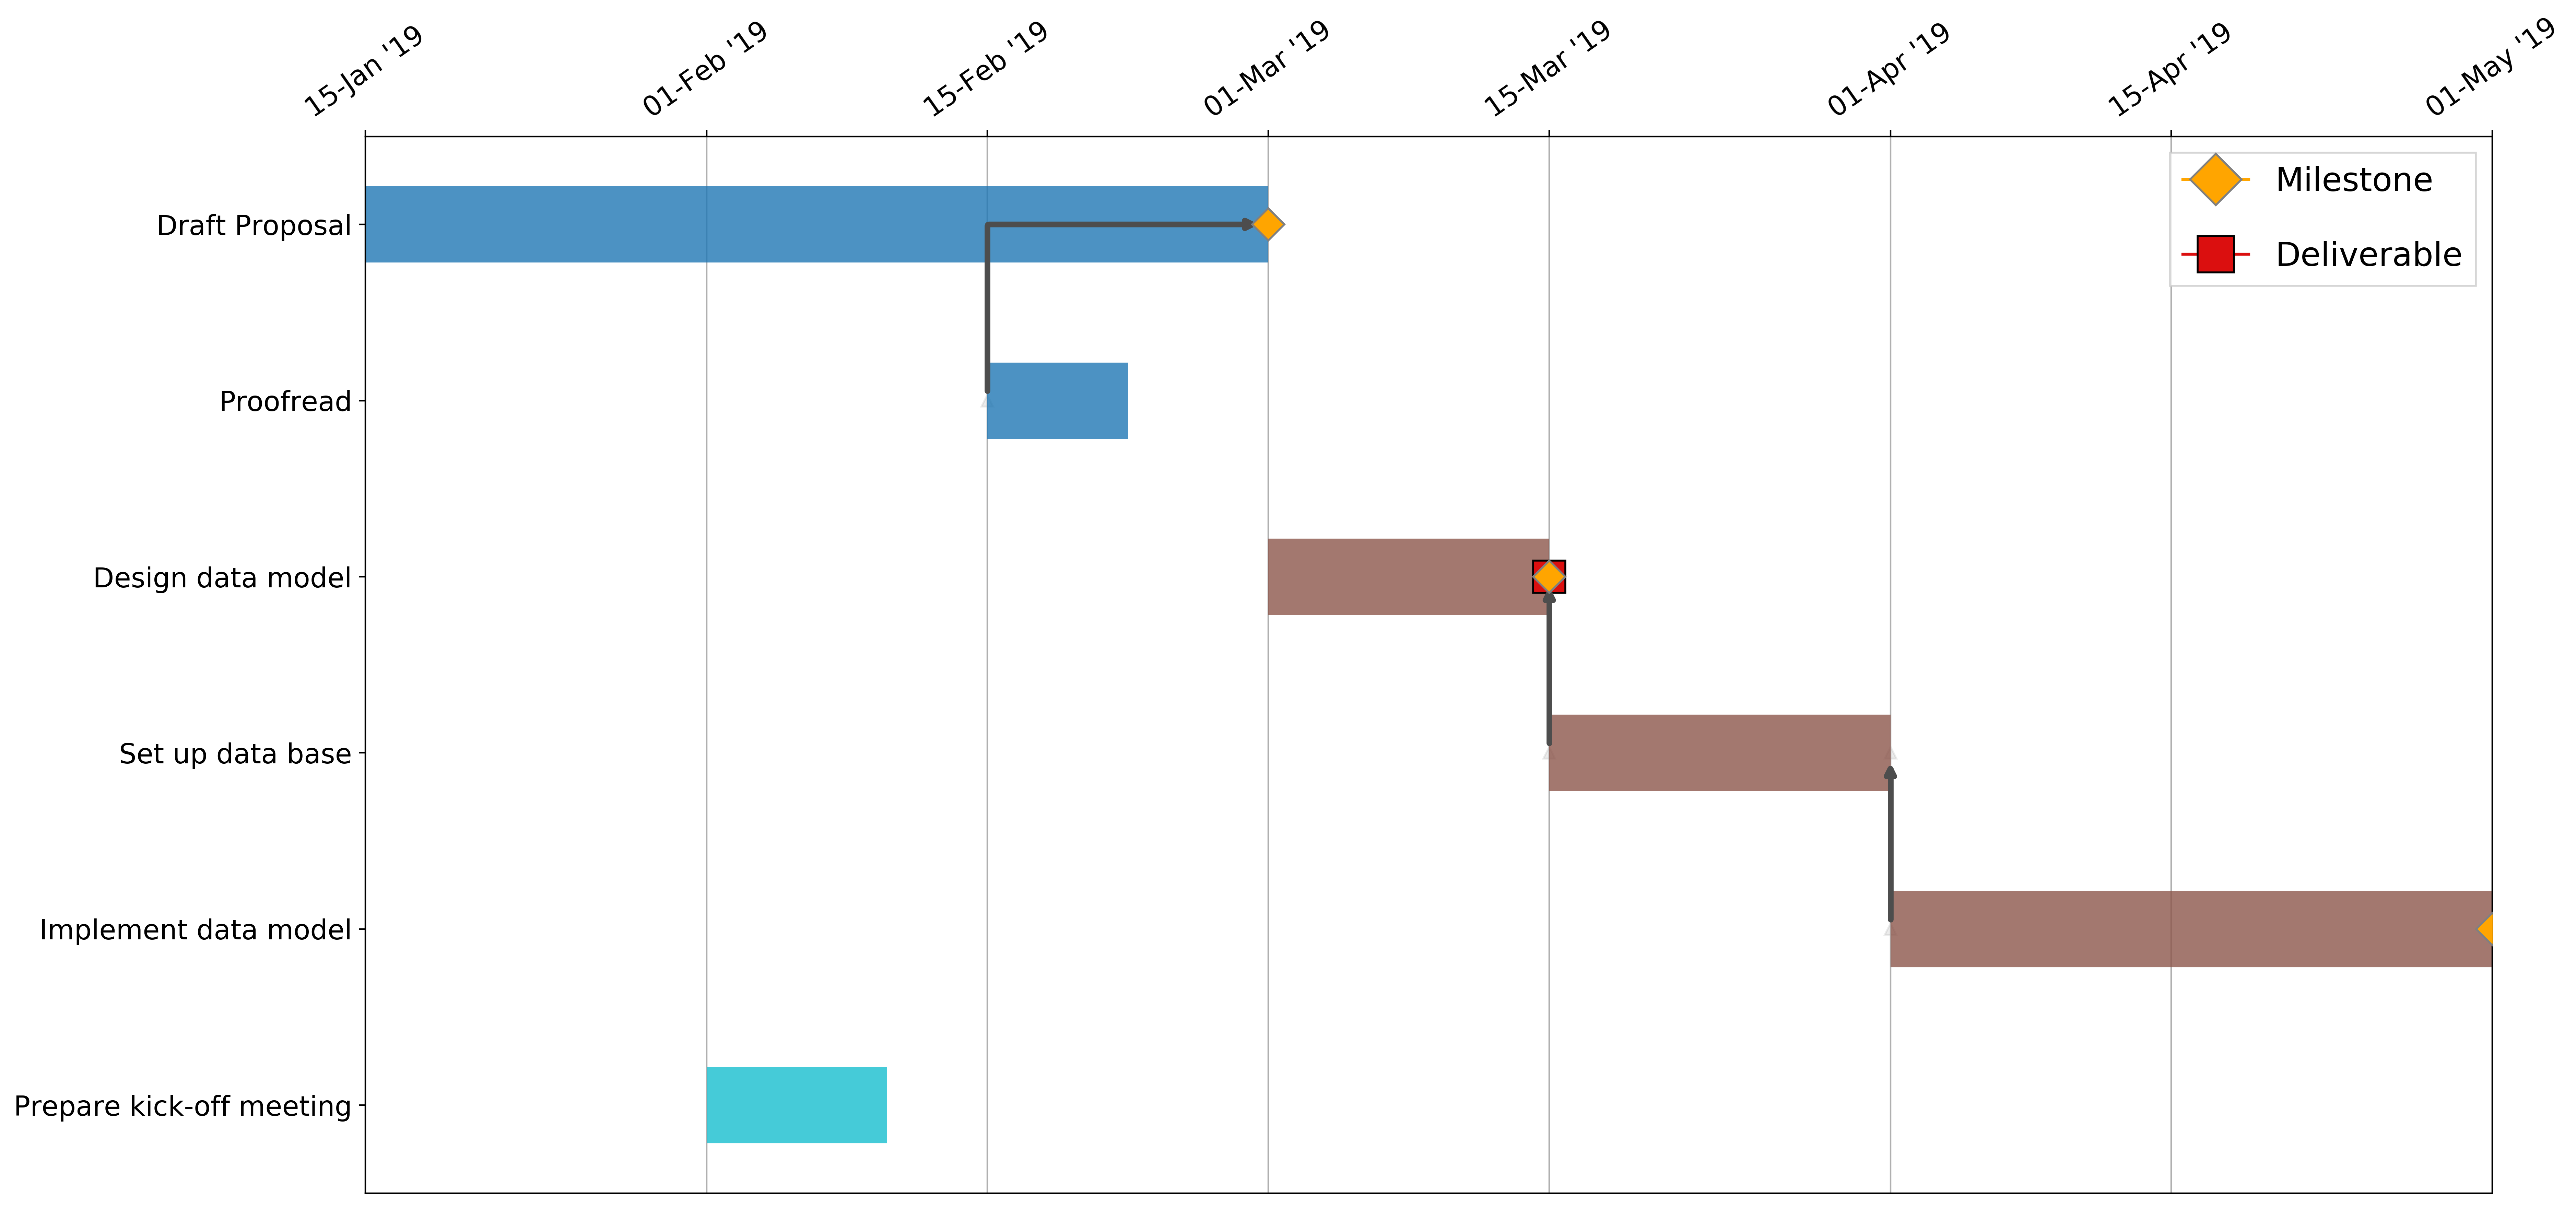 15-Jan '19
01-Feb '19
15-Feb '19
01-Mar '19
15-Mar '19
01-Apr '19
15-Apr '19
01-May '19
Milestone
Deliverable
Draft Proposal
Proofread
Design data model
Set up data base
Implement data model
Prepare kick-off meeting